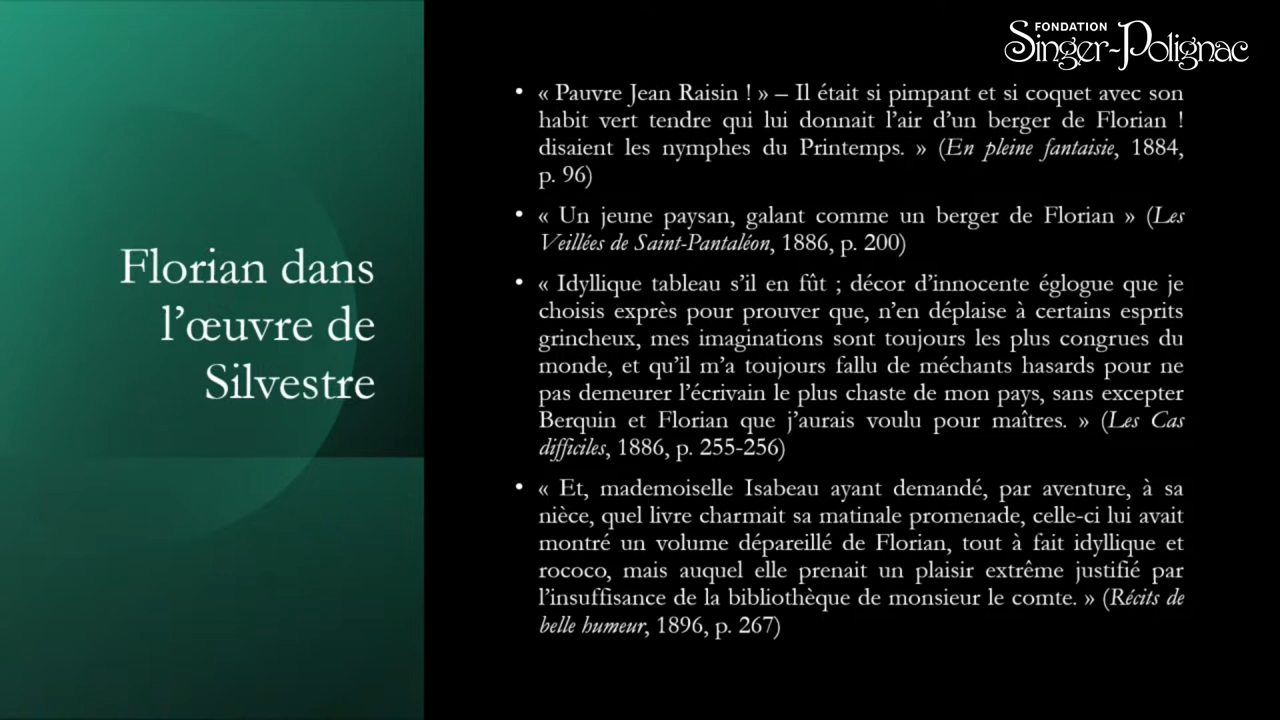 FONDATION
Singer-Polignac
Florian dans
l’œuvre de
Silvestre
• « Pauvre Jean Raisin ! » – Il était si pimpant et si coquet avec son
habit vert tendre qui lui donnait l’air d’un berger de Florian !
disaient les nymphes du Printemps. » (En pleine fantaisie, 1884,
p. 96)
• « Un jeune paysan, galant comme un berger de Florian » (Les
Veillées de Saint-Pantaléon, 1886, p. 200)
• « Idyllique tableau s’il en fût ; décor d’innocente églogue que je
choisis exprès pour prouver que, n’en déplaise à certains esprits
grincheux, mes imaginations sont toujours les plus congrues du
monde, et qu’il m’a toujours fallu de méchants hasards pour ne
pas demeurer l’écrivain le plus chaste de mon pays, sans excepter
Berquin et Florian que j’aurais voulu pour maîtres. » (Les Cas
difficiles, 1886, p. 255-256)
• « Et, mademoiselle Isabeau ayant demandé, par aventure, à sa
nièce, quel livre charmait sa matinale promenade, celle-ci lui avait
montré un volume dépareillé de Florian, tout à fait idyllique et
rococo, mais auquel elle prenait un plaisir extrême justifié par
l’insuffisance de la bibliothèque de monsieur le comte. » (Récits de
belle humeur, 1896, p. 267)